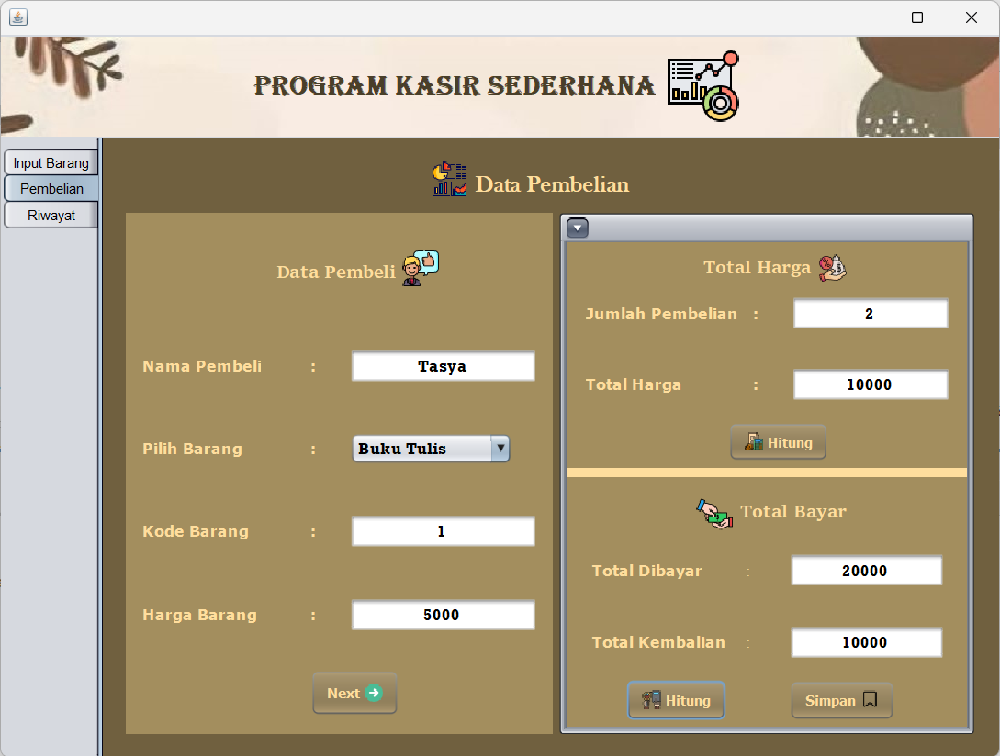 PROGRAM KASIR SEDERHANA
Input Barang
Pembelian
Riwayat
Data Pembelian
Data Pembeli
Nama Pembeli : Tasya
Pilih Barang : Buku Tulis
Kode Barang : 1
Harga Barang : 5000
Next
Total Harga
Jumlah Pembelian : 2
Total Harga : 10000
Hitung
Total Bayar
Total Dibayar : 20000
Total Kembalian : 10000
Hitung
Simpan